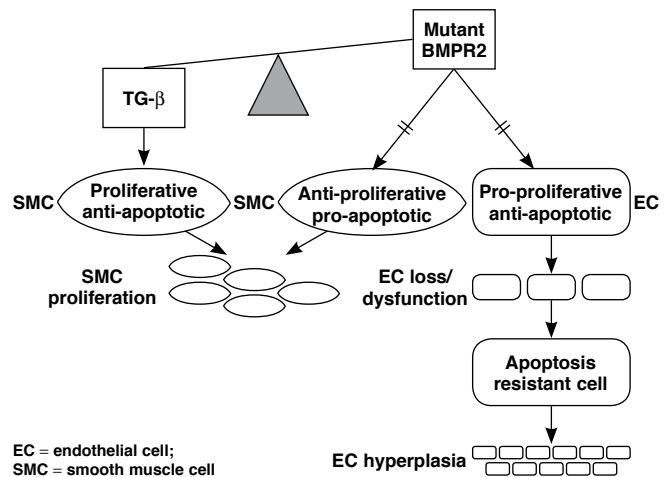 Mutant
BMPR2
TG-β
SMC
Proliferative
anti-apoptotic
SMC
Anti-proliferative
pro-apoptotic
Pro-proliferative
anti-apoptotic
EC
SMC
proliferation
EC loss/
dysfunction
Apoptosis
resistant cell
EC hyperplasia
EC = endothelial cell;
SMC = smooth muscle cell